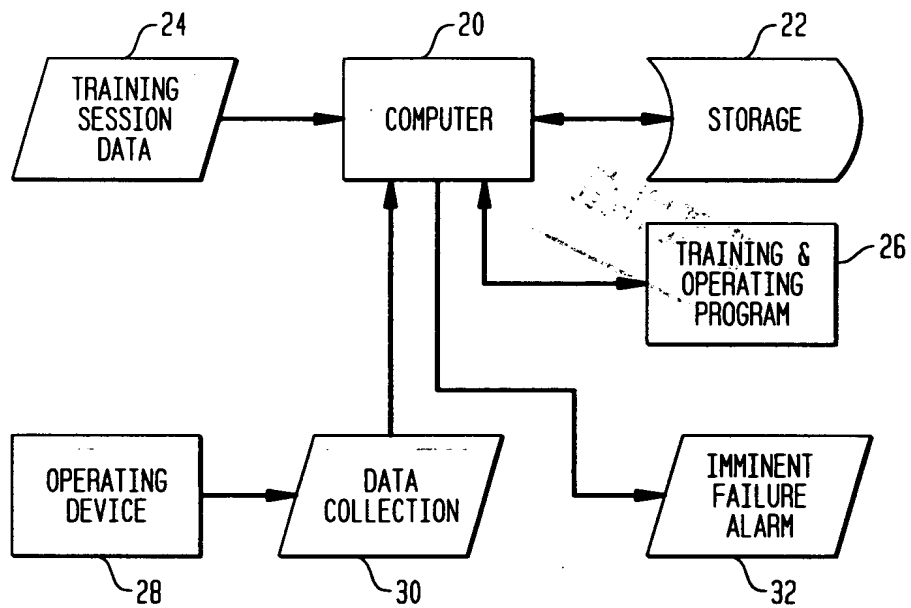 24
20
22
TRAINING
SESSION
DATA
COMPUTER
STORAGE
26
TRAINING &
OPERATING
PROGRAM
OPERATING
DEVICE
DATA
COLLECTION
IMMINENT
FAILURE
ALARM
28
30
32